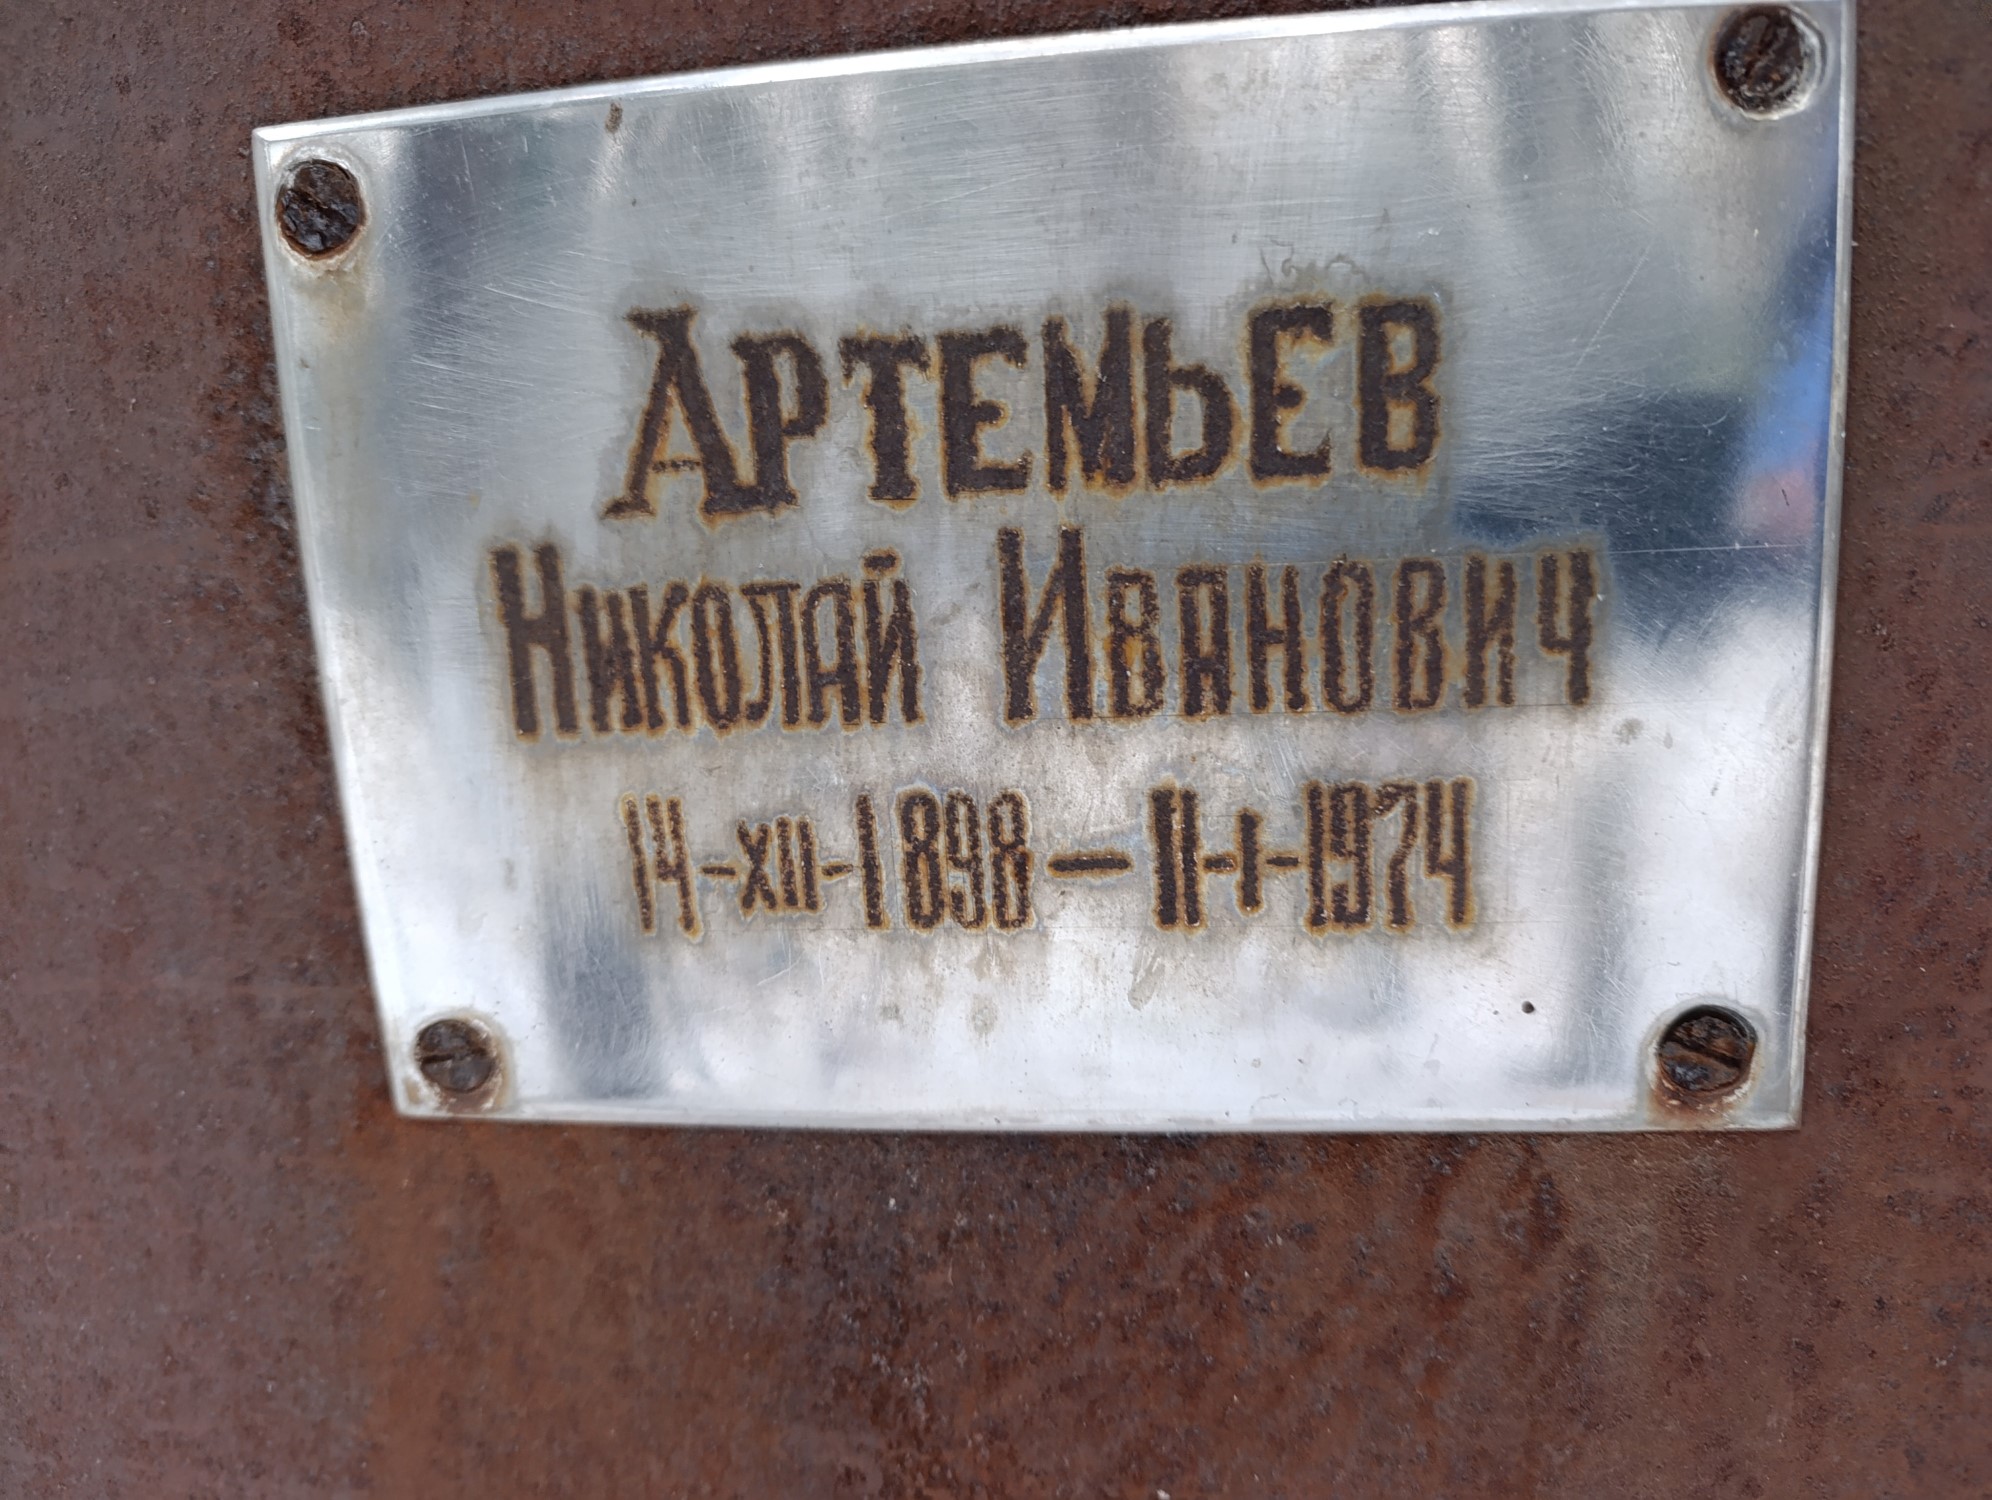 Артемьев
Николай Иванович
14-XII-1898 — 11-I-1974